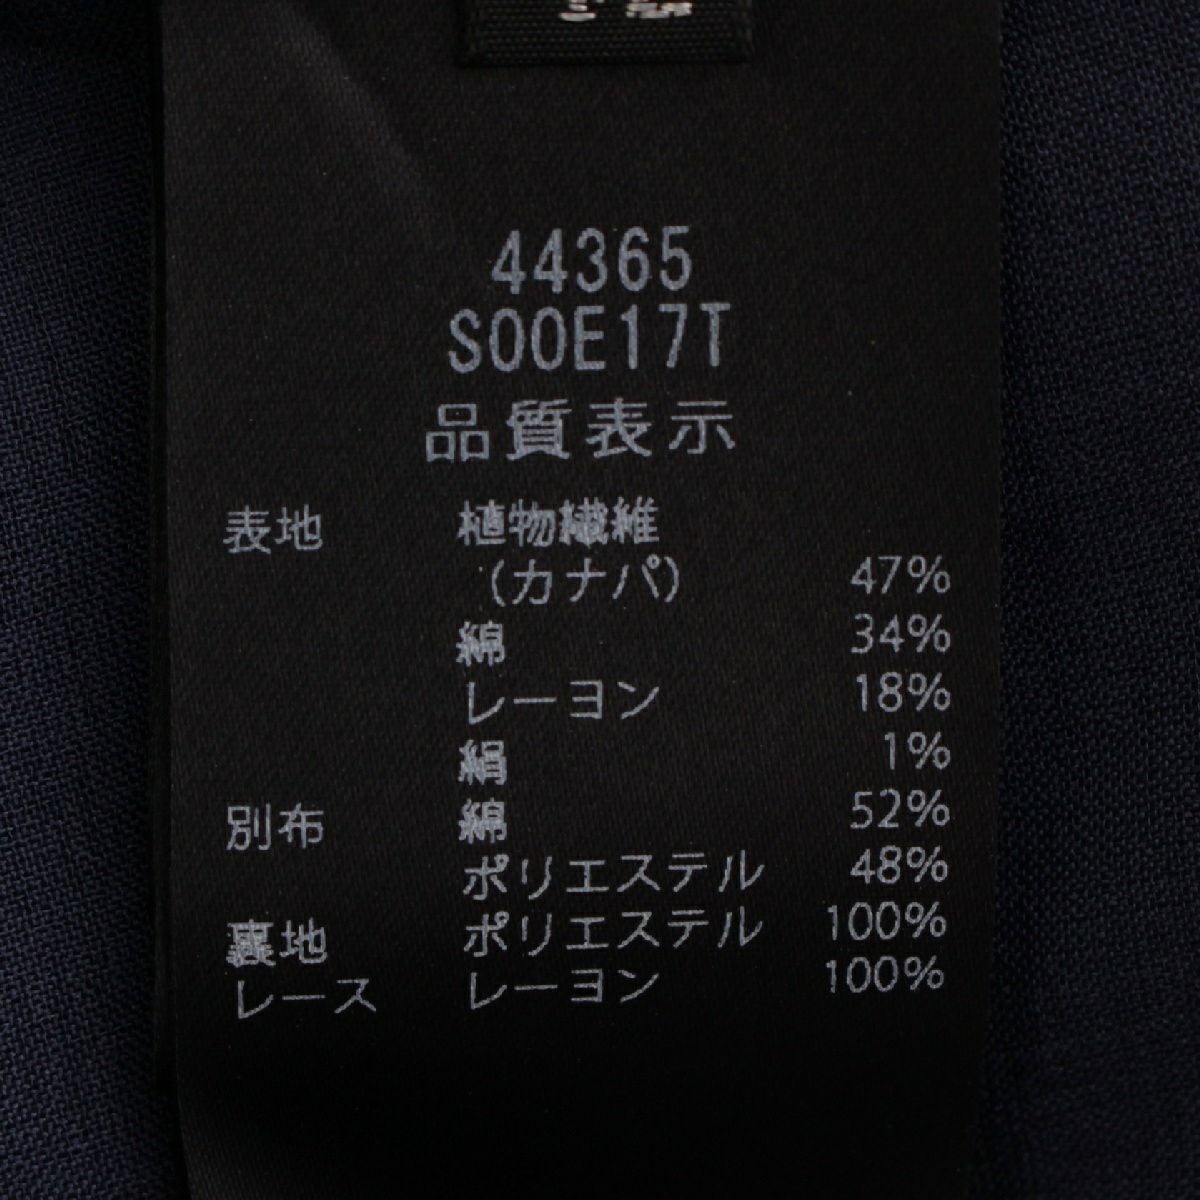 44365
S00E17T
品質表示
表地 植物繊維
(カナパ) 47%
綿 34%
レーヨン 18%
絹 1%
別布 綿 52%
ポリエステル 48%
裏地 ポリエステル 100%
レース レーヨン 100%